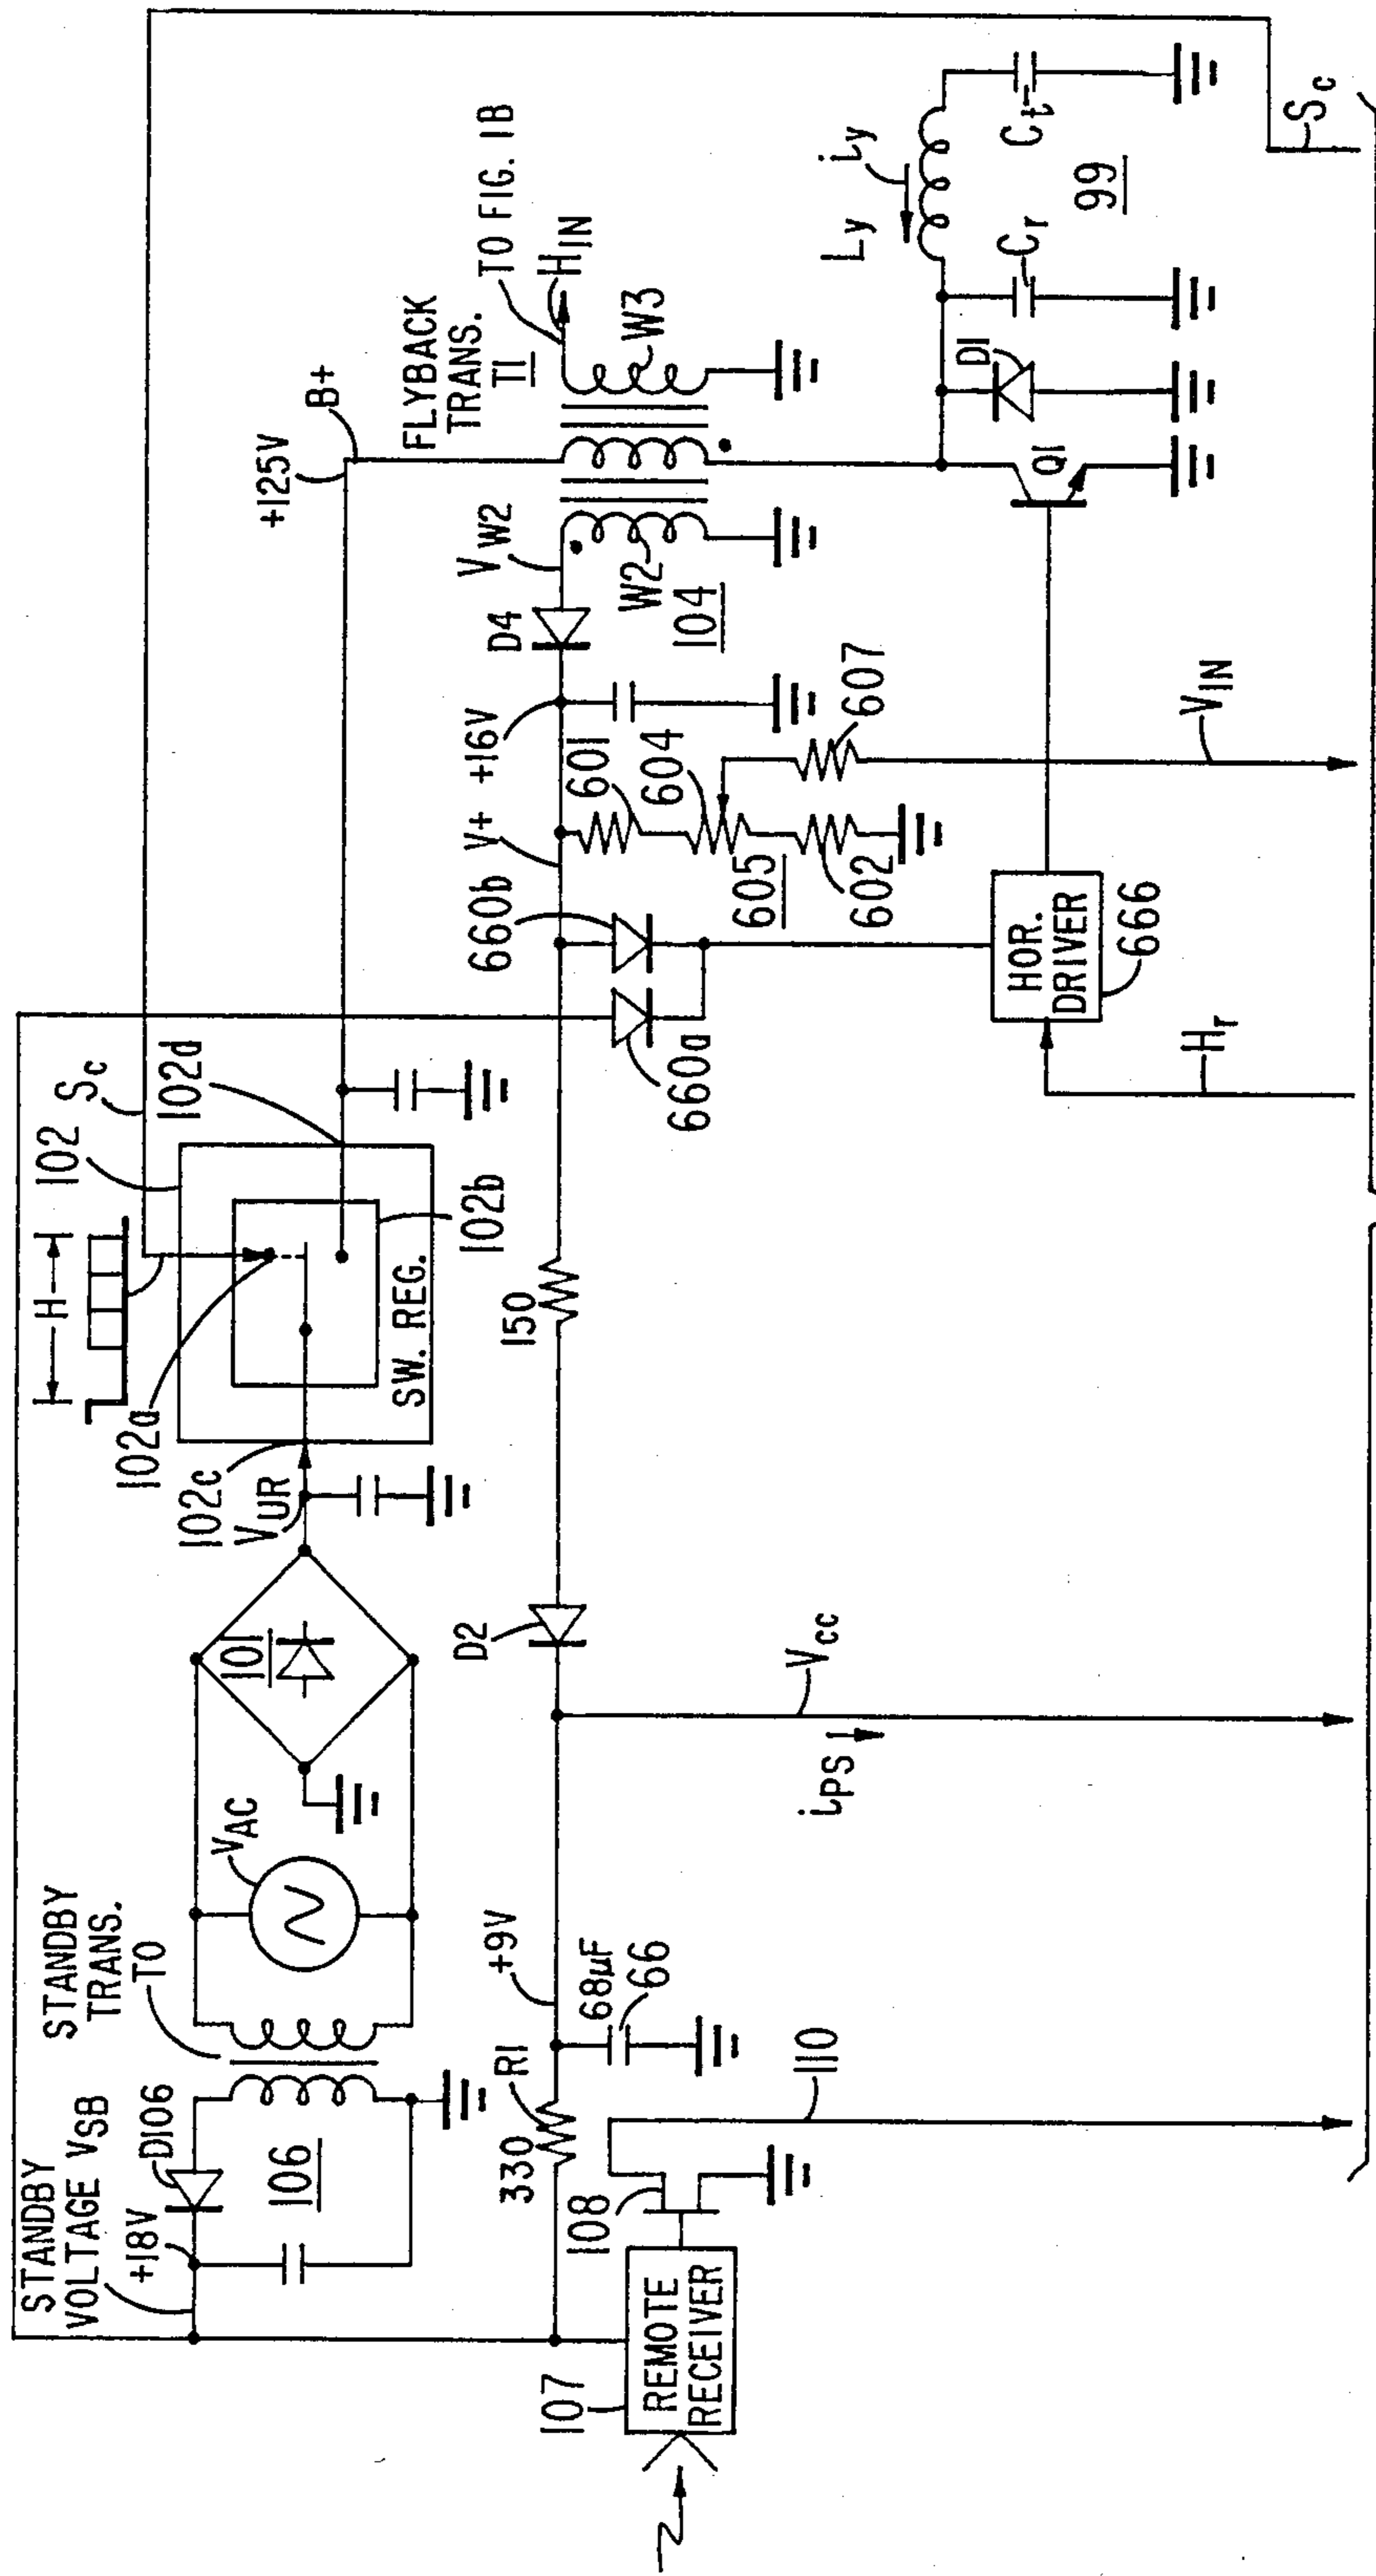 STANDBY
VOLTAGE VSB
+18V
D106
106
STANDBY
TRANS.
T0
VAC
101
VUR
102c
102a
H
102
Sc
102d
SW. REG.
102b
+125V
B+
FLYBACK
TRANS.
T1
TO FIG. 1B
HIN
W3
VW2
W2
104
D4
V+
+16V
601
604
605
602
607
660b
660a
150
D2
Vcc
iPS
+9V
68µF
66
330
R1
107
REMOTE
RECEIVER
108
110
HOR.
DRIVER
666
Hr
VIN
Q1
D1
Cr
Ly
iy
Ct
99
Sc